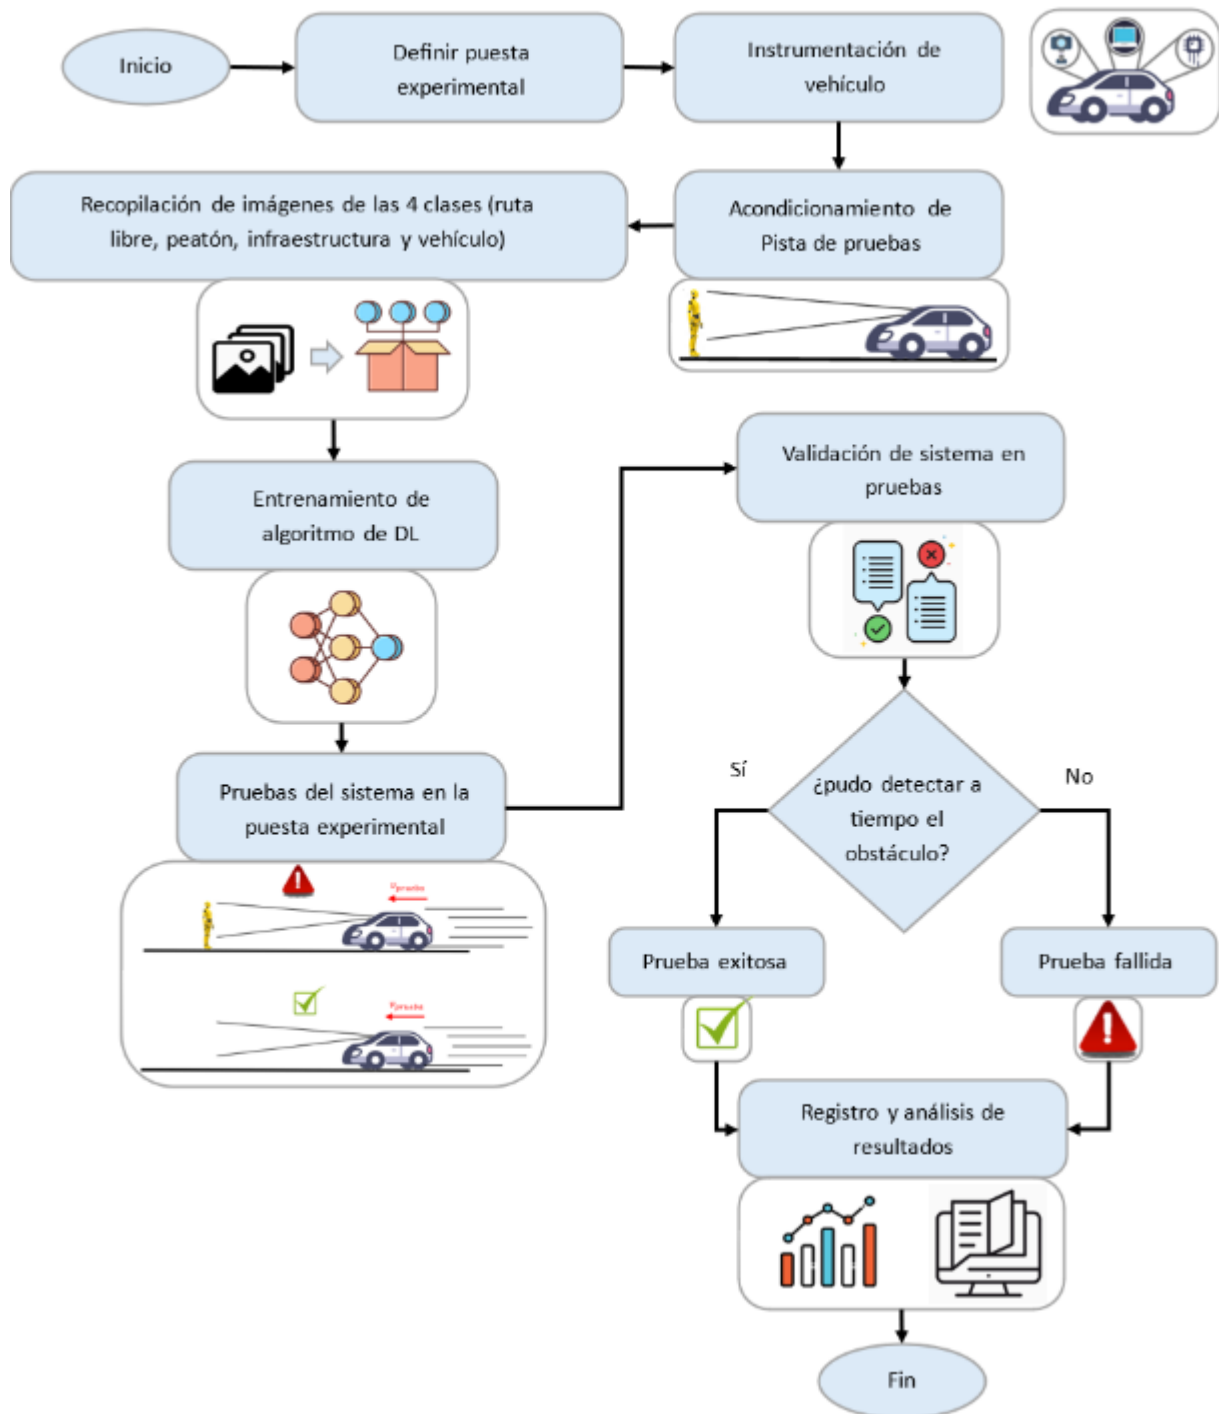 Inicio
Definir puesta
experimental
Instrumentación de
vehículo
Recopilación de imágenes de las 4 clases (ruta
libre, peatón, infraestructura y vehículo)
Acondicionamiento de
Pista de pruebas
Entrenamiento de
algoritmo de DL
Validación de sistema en
pruebas
Pruebas del sistema en la
puesta experimental
Sí
No
¿pudo detectar a
tiempo el
obstáculo?
Prueba exitosa
Prueba fallida
Registro y análisis de
resultados
Fin